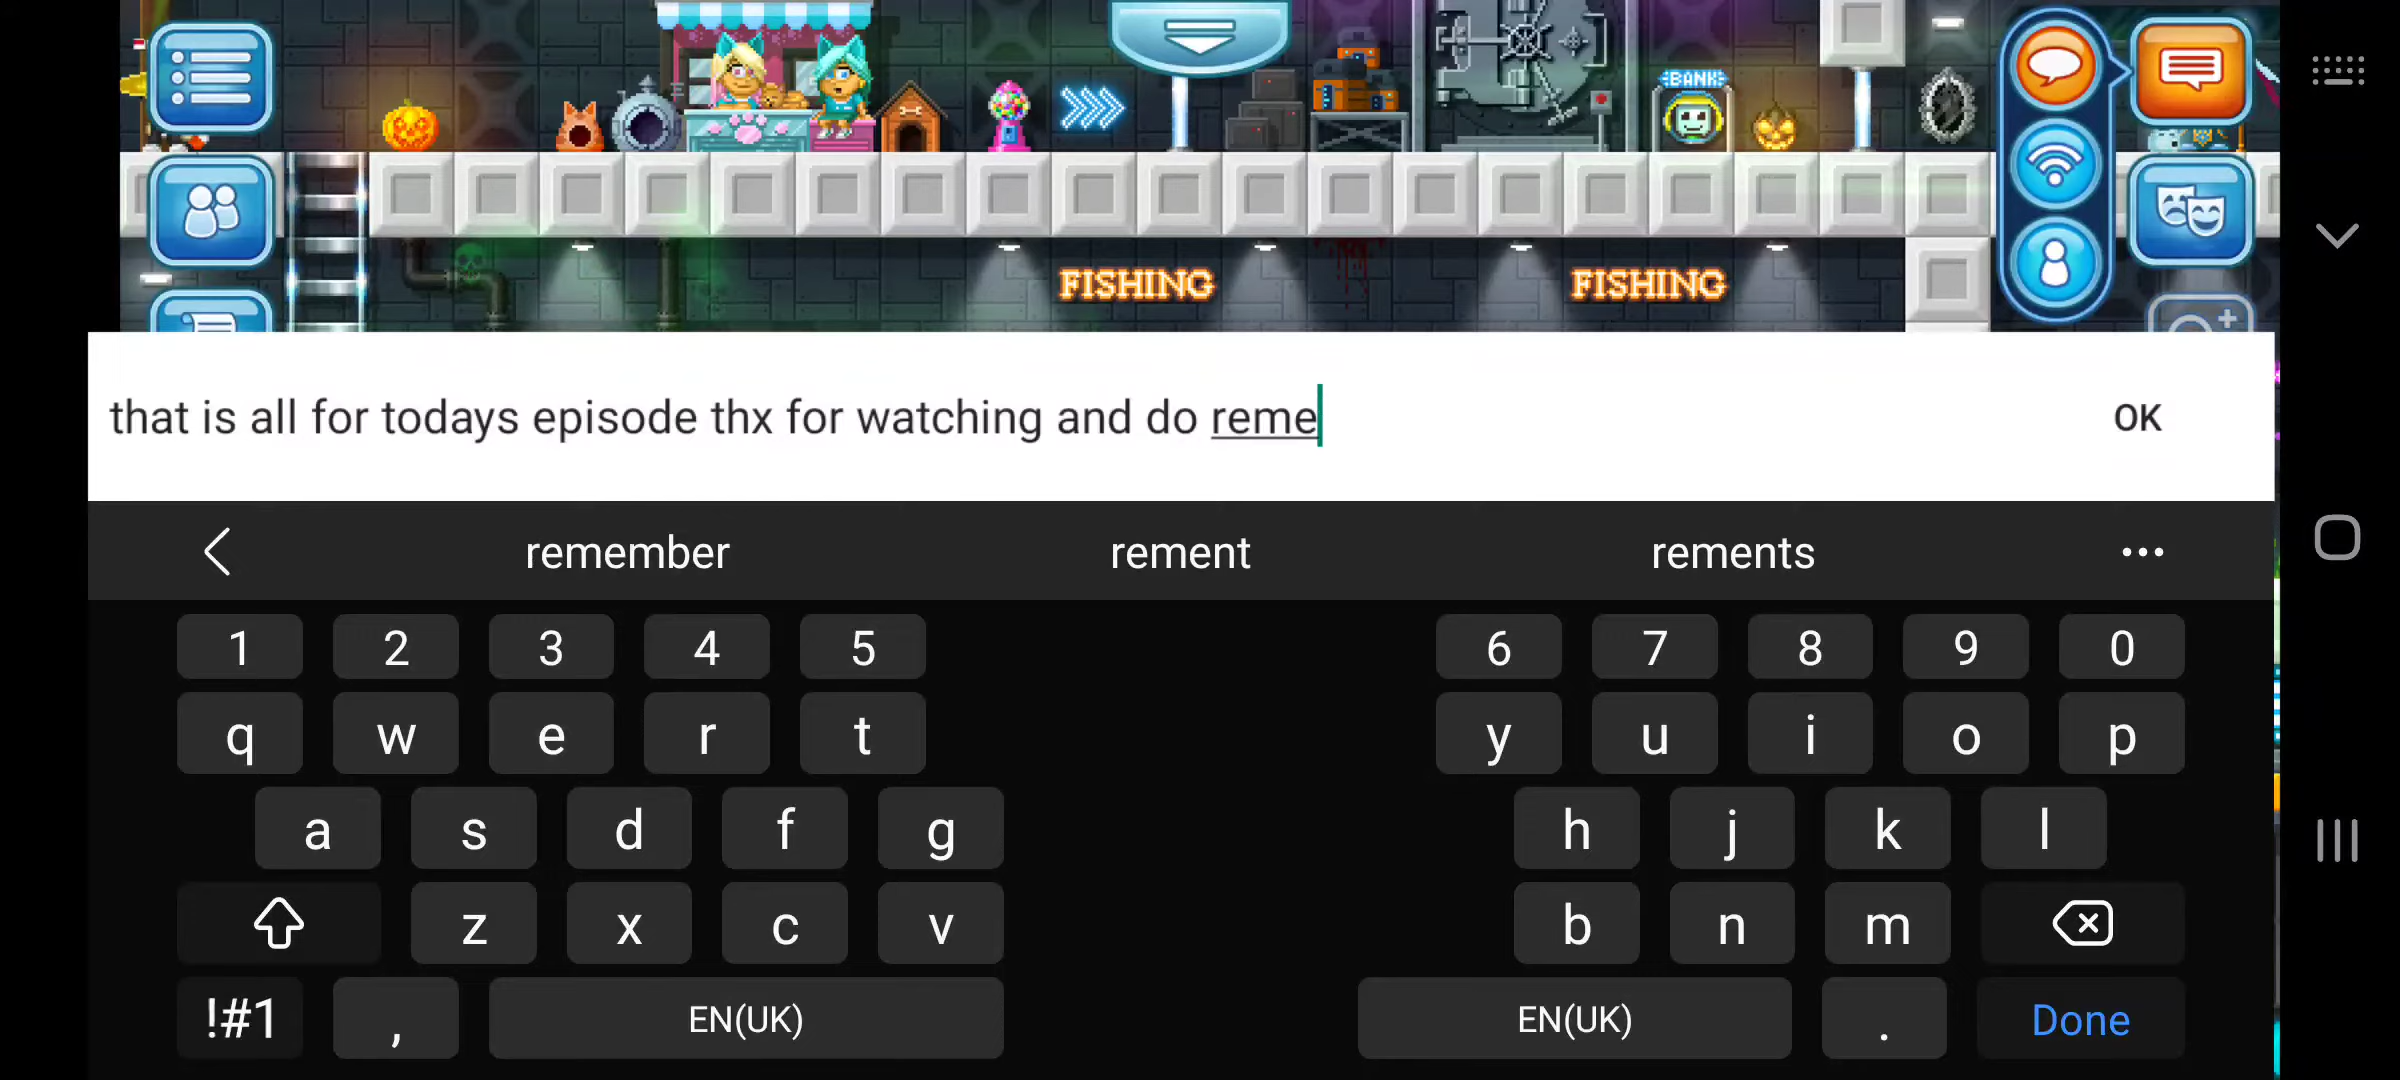 BANK
FISHING FISHING
that is all for todays episode thx for watching and do reme
OK
remember rement rements
1 2 3 4 5 6 7 8 9 0
q w e r t y u i o p
a s d f g h j k l
z x c v b n m
!#1 , EN(UK) EN(UK) . Done